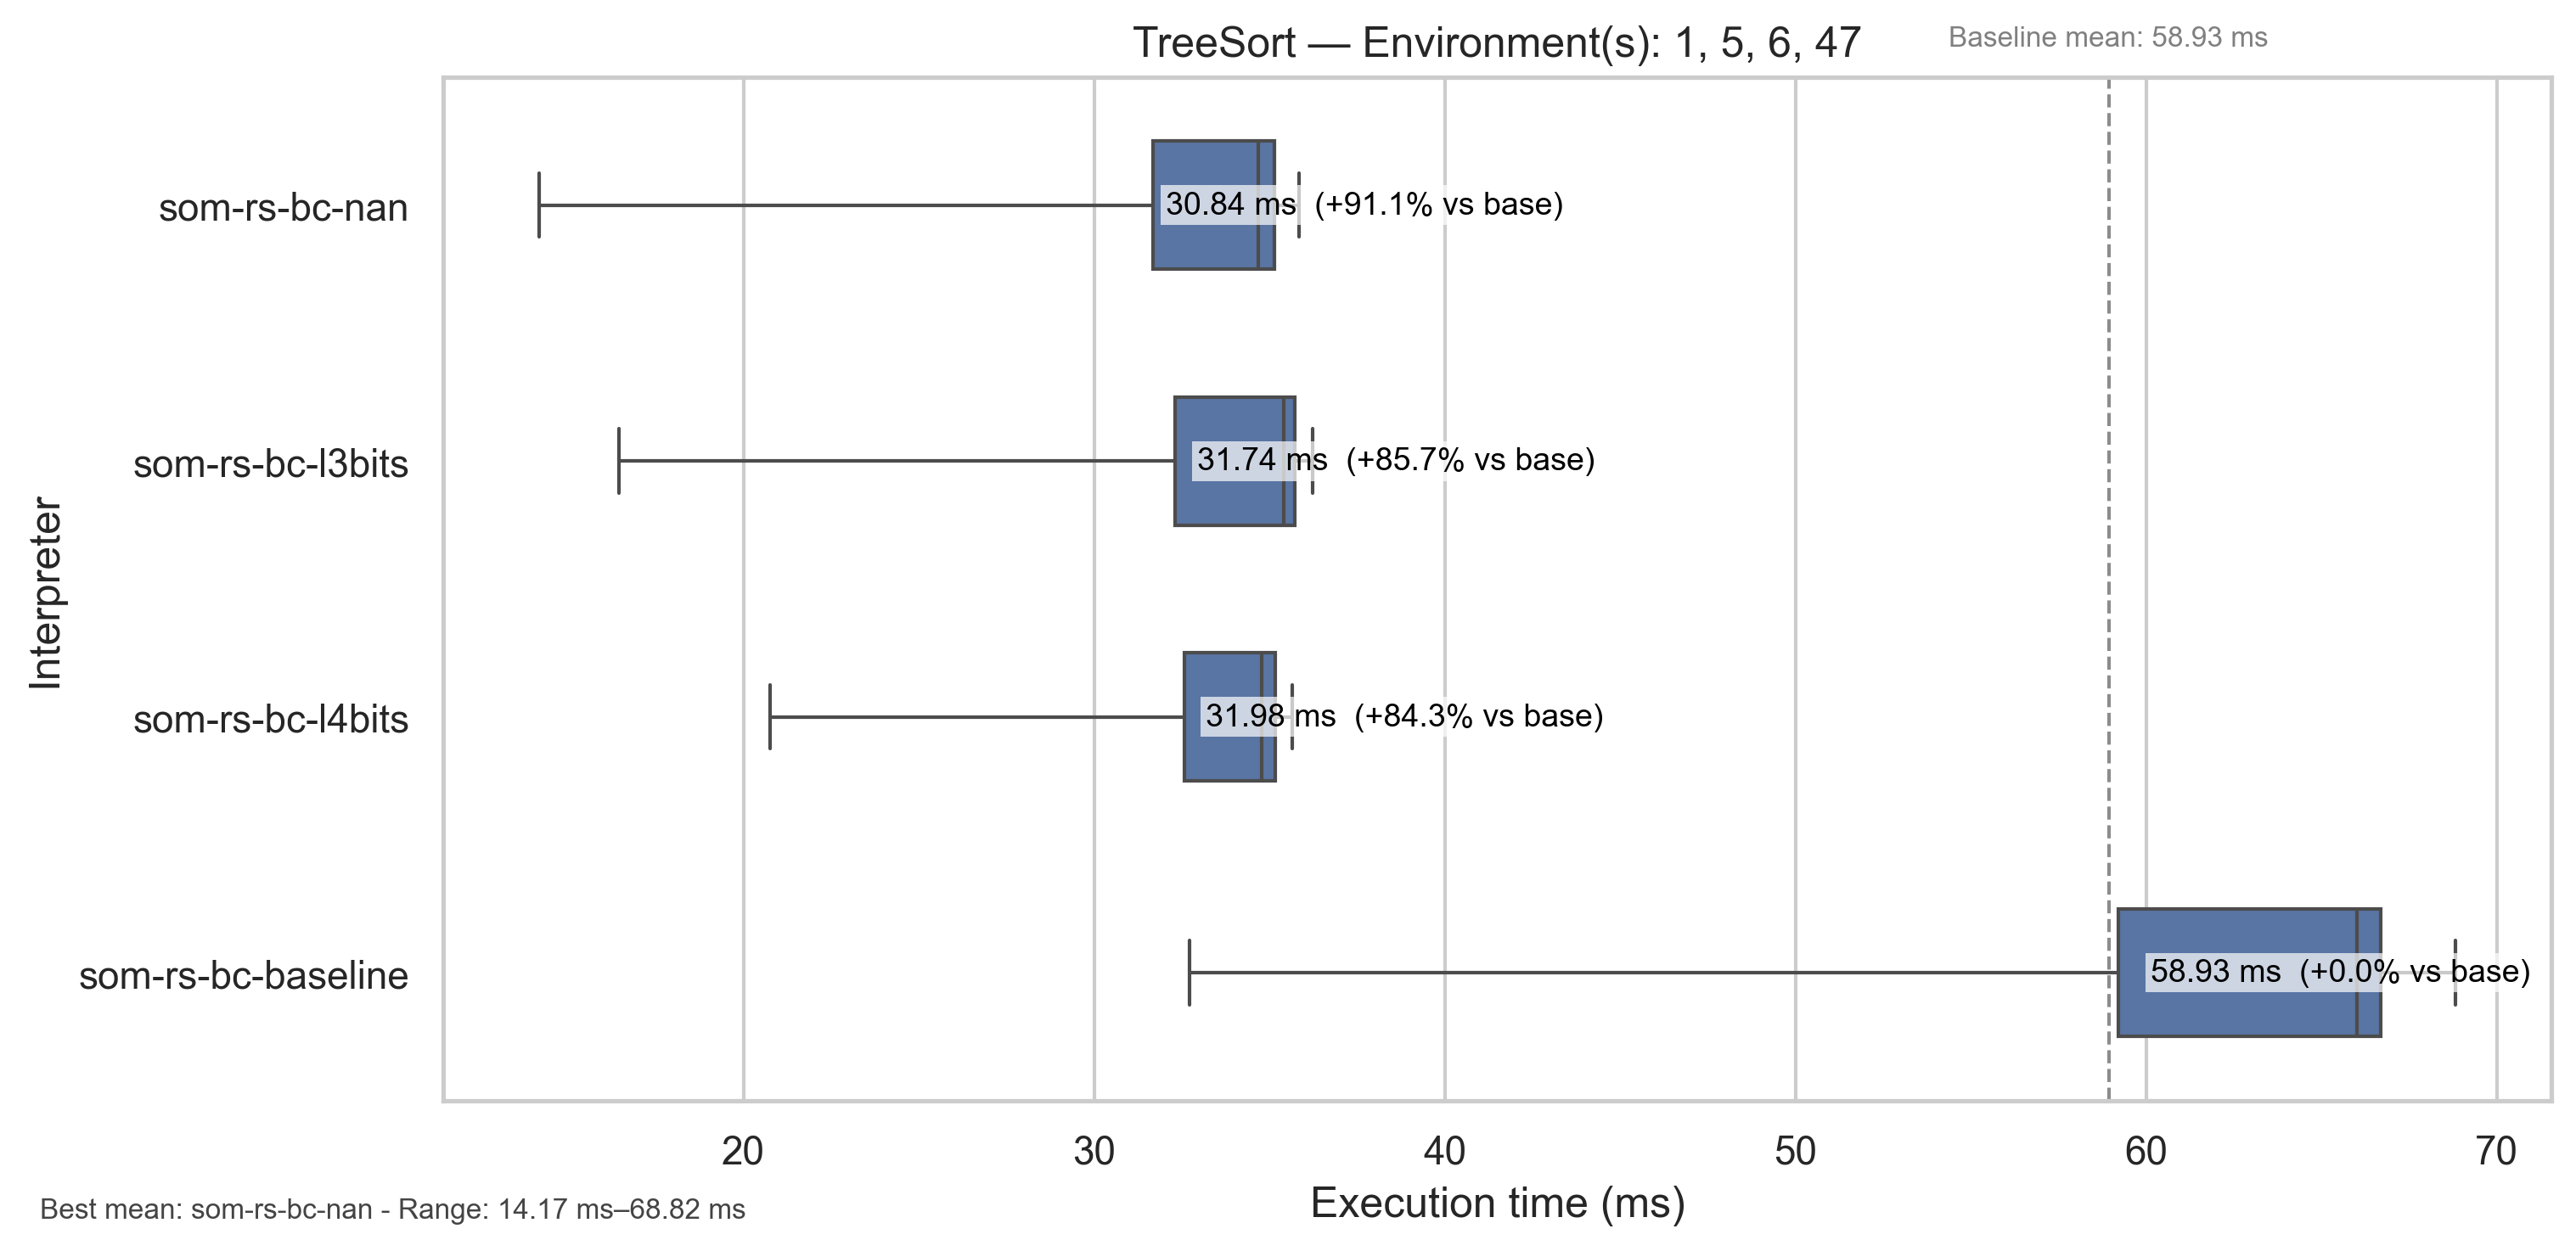 TreeSort — Environment(s): 1, 5, 6, 47
Baseline mean: 58.93 ms
som-rs-bc-nan
30.84 ms (+91.1% vs base)
som-rs-bc-l3bits
31.74 ms (+85.7% vs base)
som-rs-bc-l4bits
31.98 ms (+84.3% vs base)
som-rs-bc-baseline
58.93 ms (+0.0% vs base)
Interpreter
20 30 40 50 60 70
Execution time (ms)
Best mean: som-rs-bc-nan - Range: 14.17 ms–68.82 ms